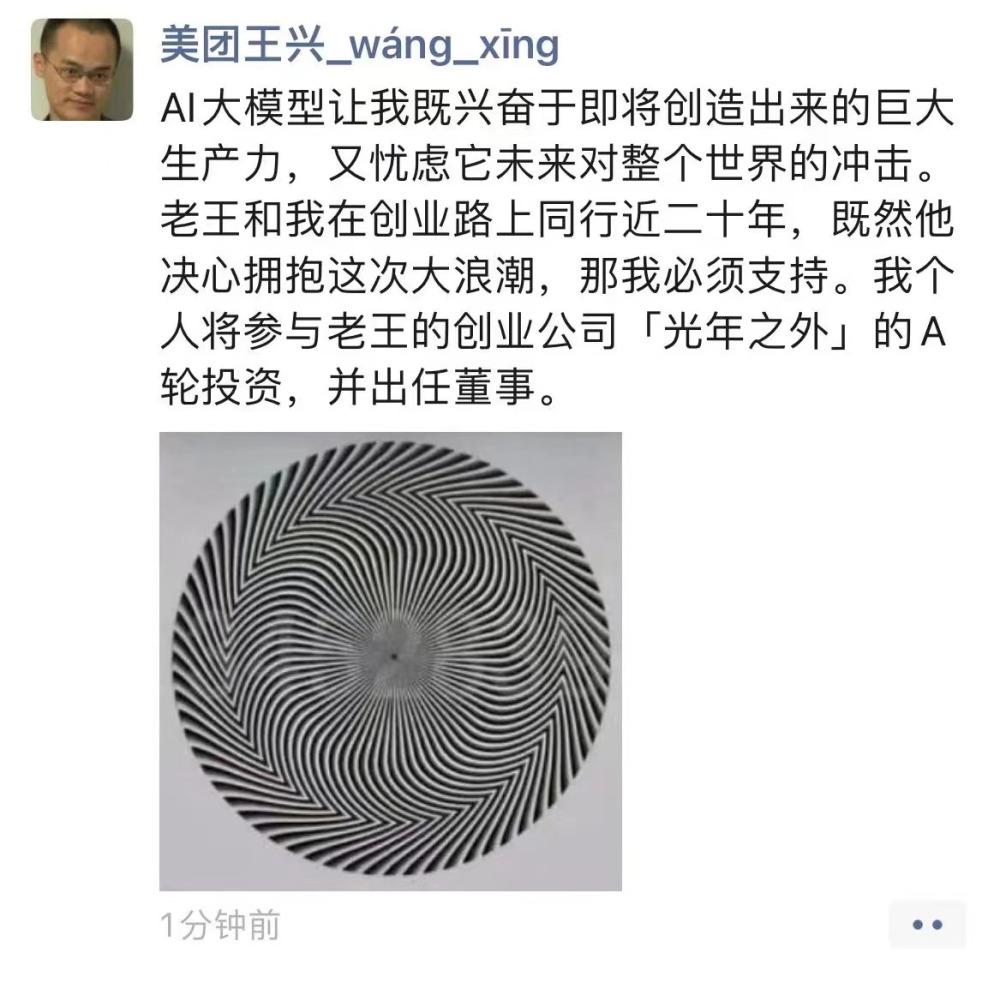 美团王兴_wáng_xīng
AI大模型让我既兴奋于即将创造出来的巨大
生产力，又忧虑它未来对整个世界的冲击。
老王和我在创业路上同行近二十年，既然他
决心拥抱这次大浪潮，那我必须支持。我个
人将参与老王的创业公司「光年之外」的A
轮投资，并出任董事。
1分钟前